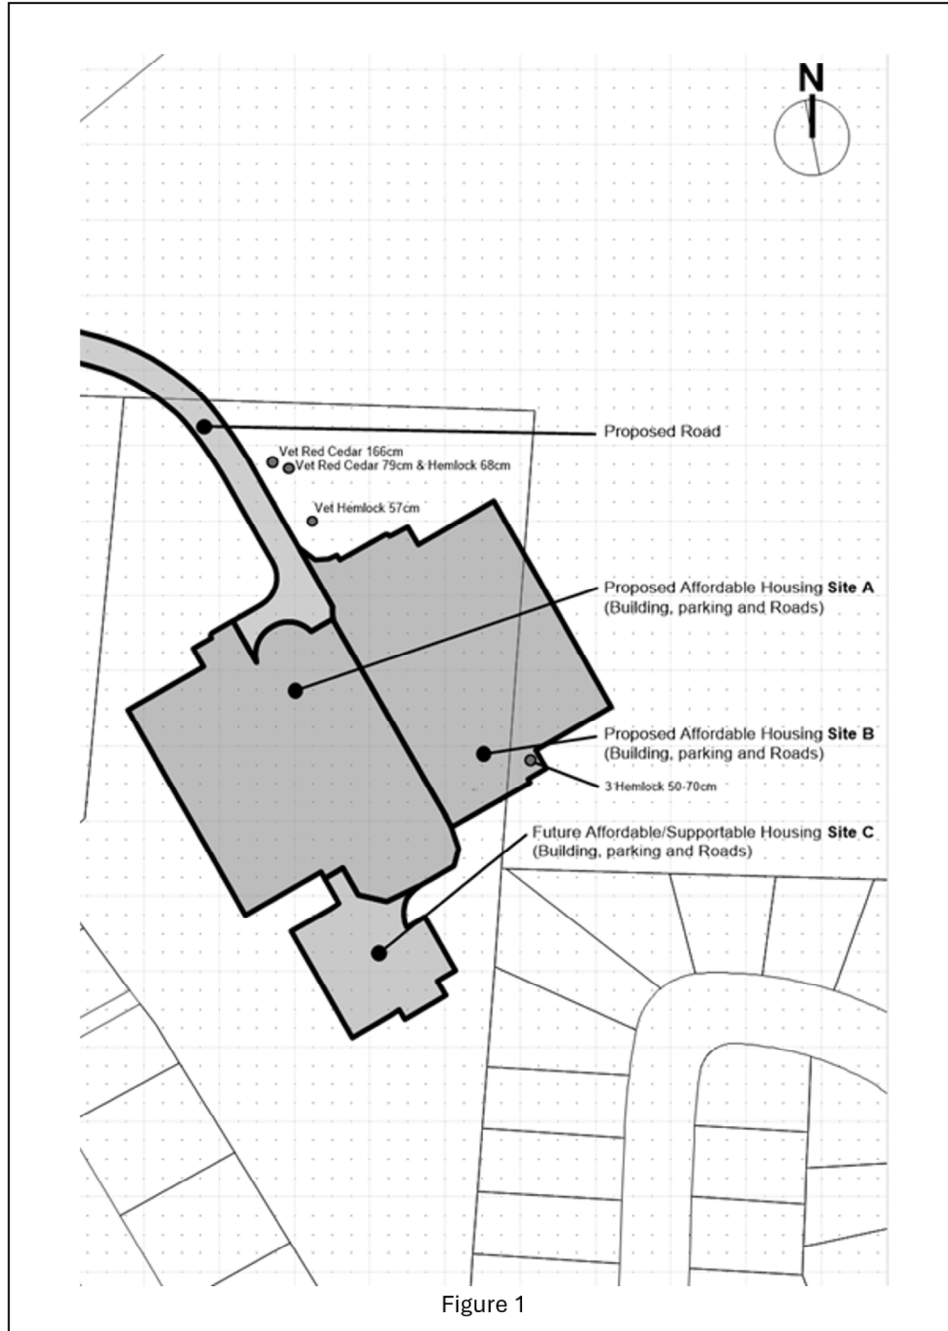 N
Proposed Road
Vet Red Cedar 166cm
Vet Red Cedar 79cm & Hemlock 68cm
Vet Hemlock 57cm
Proposed Affordable Housing Site A
(Building, parking and Roads)
Proposed Affordable Housing Site B
(Building, parking and Roads)
3 Hemlock 50-70cm
Future Affordable/Supportable Housing Site C
(Building, parking and Roads)
Figure 1